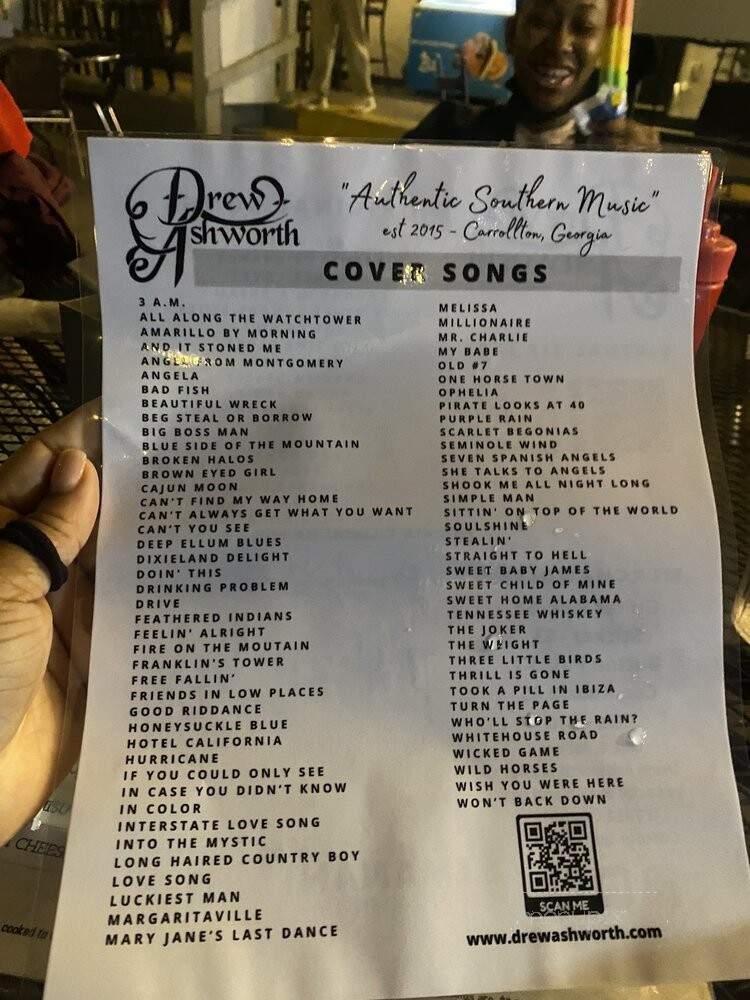 Drew
Ashworth
"Authentic Southern Music"
est 2015 - Carrollton, Georgia
COVER SONGS
3 A.M.
ALL ALONG THE WATCHTOWER
AMARILLO BY MORNING
AND IT STONED ME
ANGEL FROM MONTGOMERY
ANGELA
BAD FISH
BEAUTIFUL WRECK
BEG STEAL OR BORROW
BIG BOSS MAN
BLUE SIDE OF THE MOUNTAIN
BROKEN HALOS
BROWN EYED GIRL
CAJUN MOON
CAN'T FIND MY WAY HOME
CAN'T ALWAYS GET WHAT YOU WANT
CAN'T YOU SEE
DEEP ELLUM BLUES
DIXIELAND DELIGHT
DOIN' THIS
DRINKING PROBLEM
DRIVE
FEATHERED INDIANS
FEELIN' ALRIGHT
FIRE ON THE MOUTAIN
FRANKLIN'S TOWER
FREE FALLIN'
FRIENDS IN LOW PLACES
GOOD RIDDANCE
HONEYSUCKLE BLUE
HOTEL CALIFORNIA
HURRICANE
IF YOU COULD ONLY SEE
IN CASE YOU DIDN'T KNOW
IN COLOR
INTERSTATE LOVE SONG
INTO THE MYSTIC
LONG HAIRED COUNTRY BOY
LOVE SONG
LUCKIEST MAN
MARGARITAVILLE
MARY JANE'S LAST DANCE
MELISSA
MILLIONAIRE
MR. CHARLIE
MY BABE
OLD #7
ONE HORSE TOWN
OPHELIA
PIRATE LOOKS AT 40
PURPLE RAIN
SCARLET BEGONIAS
SEMINOLE WIND
SEVEN SPANISH ANGELS
SHE TALKS TO ANGELS
SHOOK ME ALL NIGHT LONG
SIMPLE MAN
SITTIN' ON TOP OF THE WORLD
SOULSHINE
STEALIN'
STRAIGHT TO HELL
SWEET BABY JAMES
SWEET CHILD OF MINE
SWEET HOME ALABAMA
TENNESSEE WHISKEY
THE JOKER
THE WEIGHT
THREE LITTLE BIRDS
THRILL IS GONE
TOOK A PILL IN IBIZA
TURN THE PAGE
WHO'LL STOP THE RAIN?
WHITEHOUSE ROAD
WICKED GAME
WILD HORSES
WISH YOU WERE HERE
WON'T BACK DOWN
SCAN ME
www.drewashworth.com
CHEES
cooked to